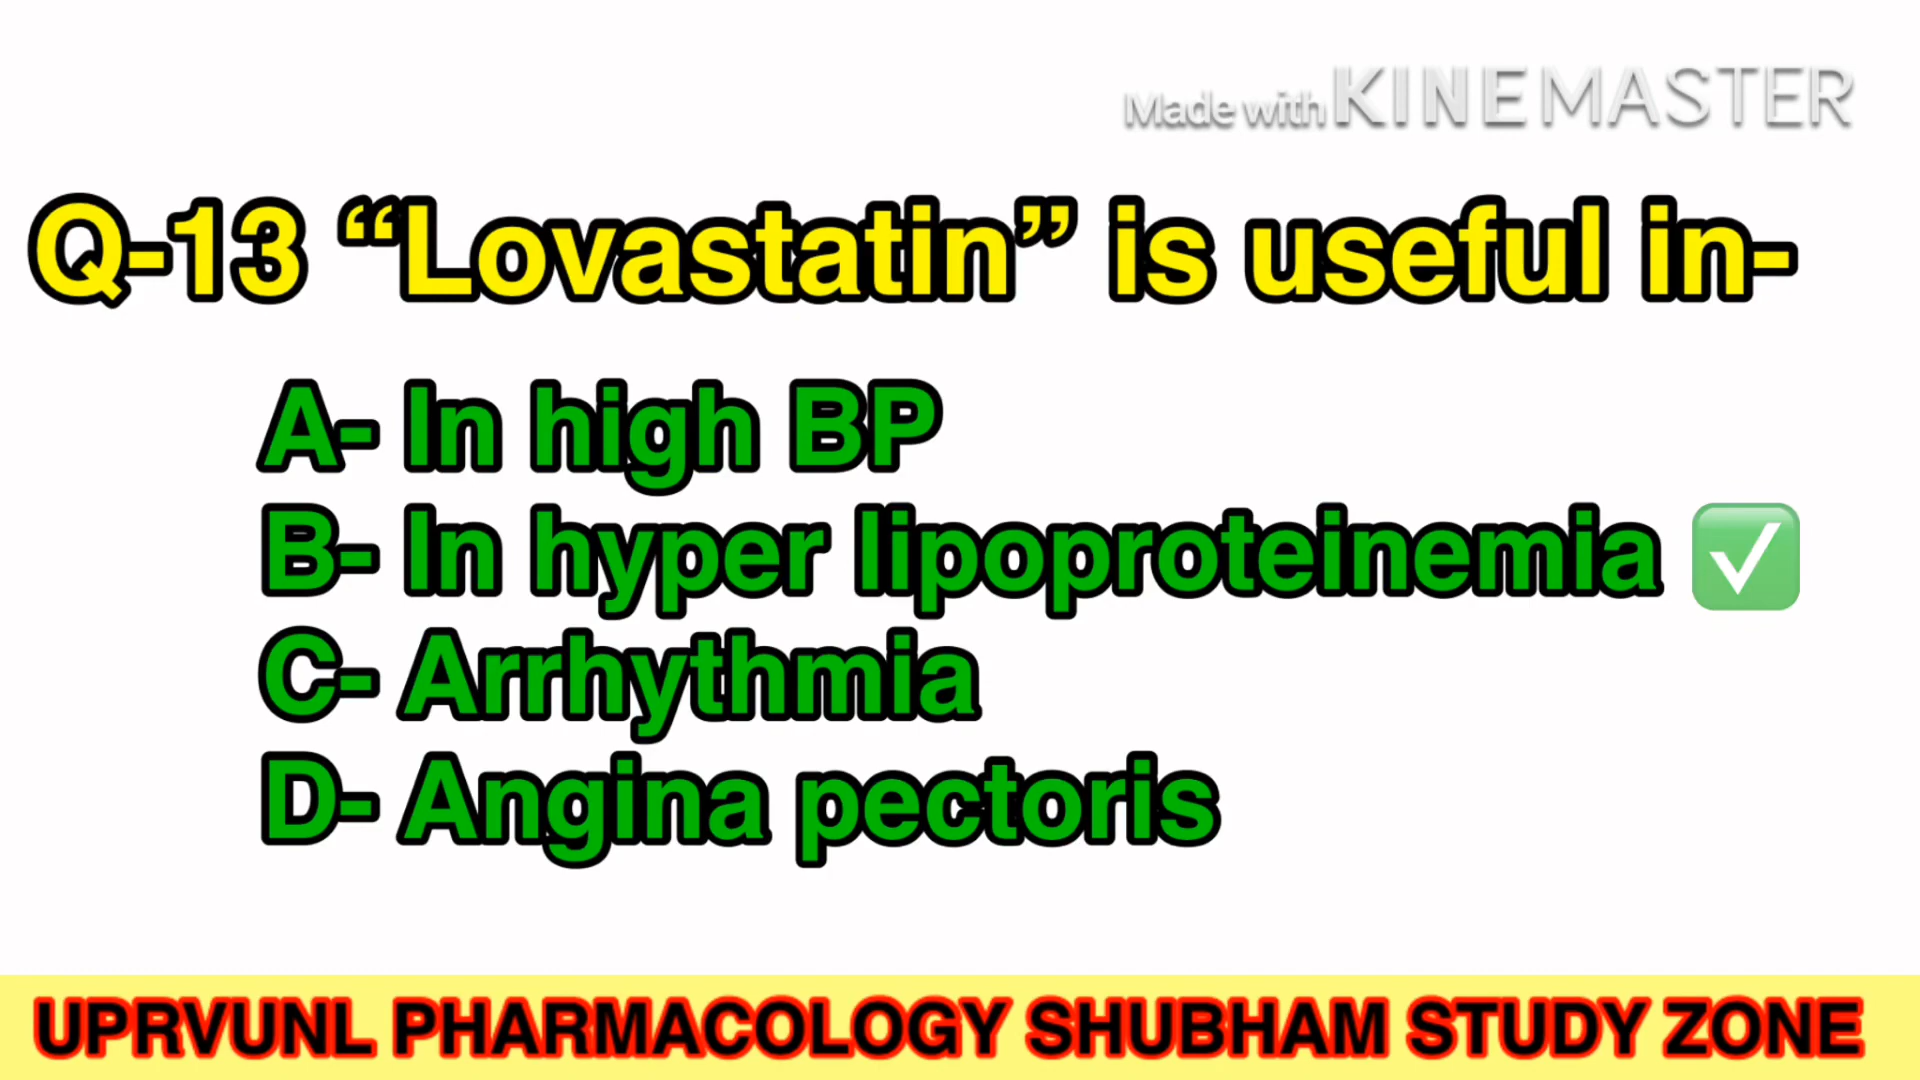 Made with KINEMASTER
Q-13 “Lovastatin” is useful in-
A- In high BP
B- In hyper lipoproteinemia ✅
C- Arrhythmia
D- Angina pectoris
UPRVUNL PHARMACOLOGY SHUBHAM STUDY ZONE